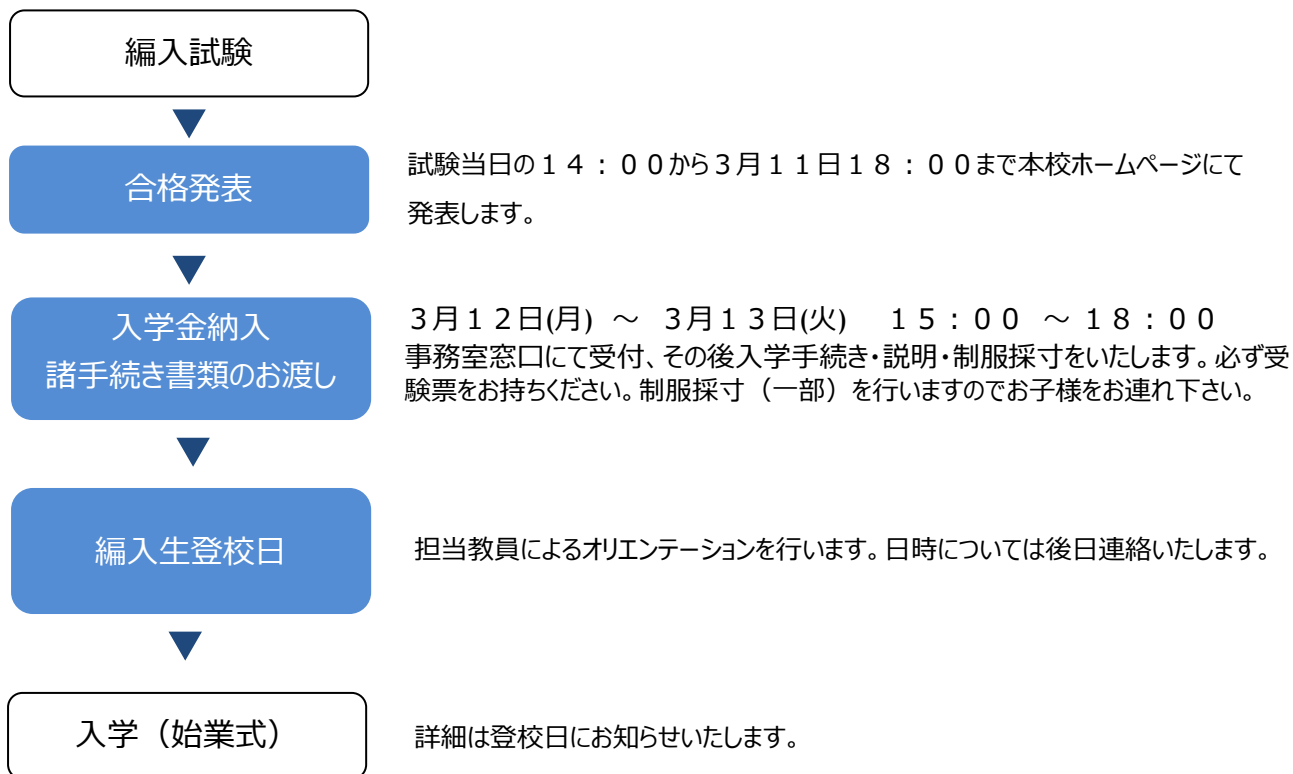 編入試験
合格発表
試験当日の１４：００から３月１１日１８：００まで本校ホームページにて
発表します。
入学金納入
諸手続き書類のお渡し
３月１２日(月) ～ ３月１３日(火) １５：００ ～１８：００
事務室窓口にて受付、その後入学手続き・説明・制服採寸をいたします。必ず受
験票をお持ちください。制服採寸（一部）を行いますのでお子様をお連れ下さい。
編入生登校日
担当教員によるオリエンテーションを行います。日時については後日連絡いたします。
入学（始業式）
詳細は登校日にお知らせいたします。